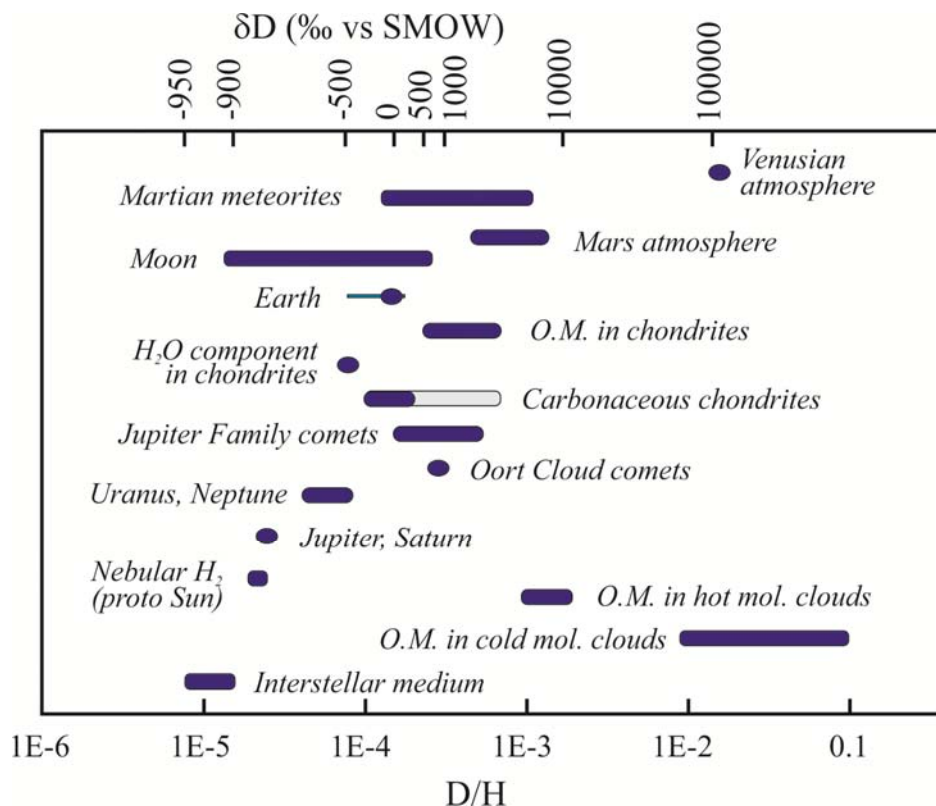 δD (‰ vs SMOW)
-950
-900
-500
0
500
1000
10000
100000
Venusian
atmosphere
Martian meteorites
Mars atmosphere
Moon
Earth
O.M. in chondrites
H₂O component
in chondrites
Carbonaceous chondrites
Jupiter Family comets
Oort Cloud comets
Uranus, Neptune
Jupiter, Saturn
Nebular H₂
(proto Sun)
O.M. in hot mol. clouds
O.M. in cold mol. clouds
Interstellar medium
1E-6 1E-5 1E-4 1E-3 1E-2 0.1
D/H